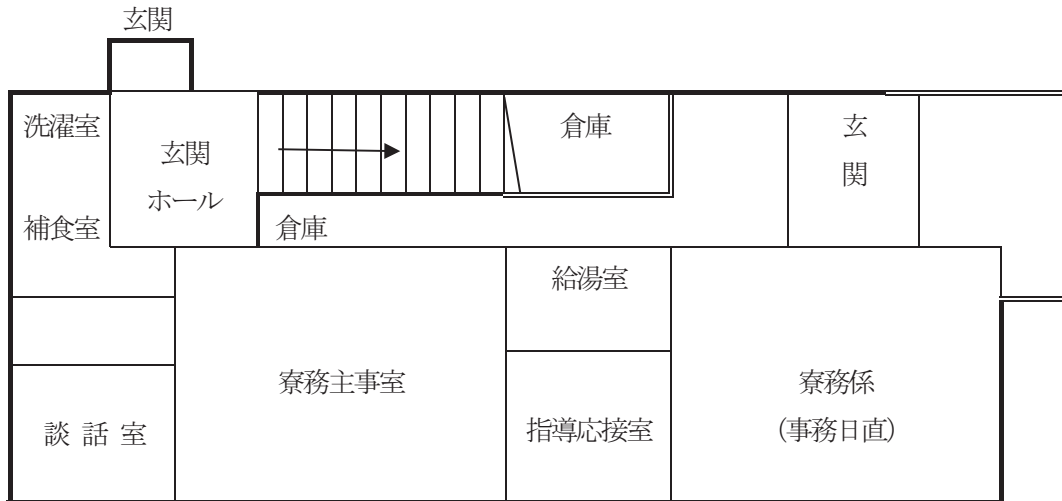 玄関
洗濯室
玄関
ホール
倉庫
玄
関
補食室
倉庫
給湯室
寮務主事室
寮務係
(事務日直)
談 話 室
指導応接室